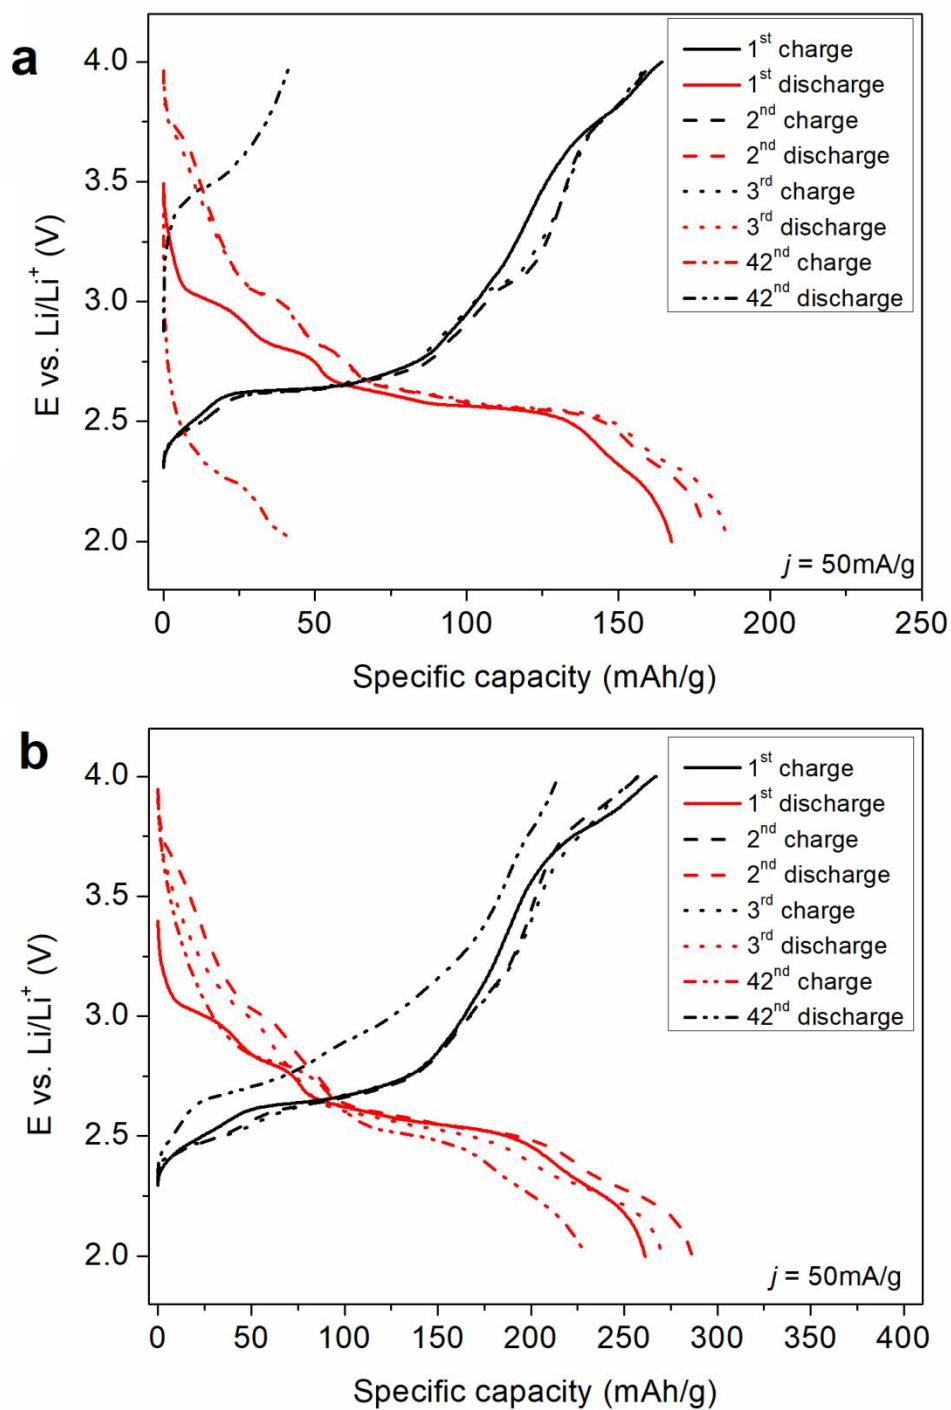 a
4.0
3.5
3.0
2.5
2.0
E vs. Li/Li⁺ (V)
1ˢᵗ charge
1ˢᵗ discharge
2ⁿᵈ charge
2ⁿᵈ discharge
3ʳᵈ charge
3ʳᵈ discharge
42ⁿᵈ charge
42ⁿᵈ discharge
j = 50mA/g
0 50 100 150 200 250
Specific capacity (mAh/g)
b
4.0
3.5
3.0
2.5
2.0
E vs. Li/Li⁺ (V)
1ˢᵗ charge
1ˢᵗ discharge
2ⁿᵈ charge
2ⁿᵈ discharge
3ʳᵈ charge
3ʳᵈ discharge
42ⁿᵈ charge
42ⁿᵈ discharge
j = 50mA/g
0 50 100 150 200 250 300 350 400
Specific capacity (mAh/g)